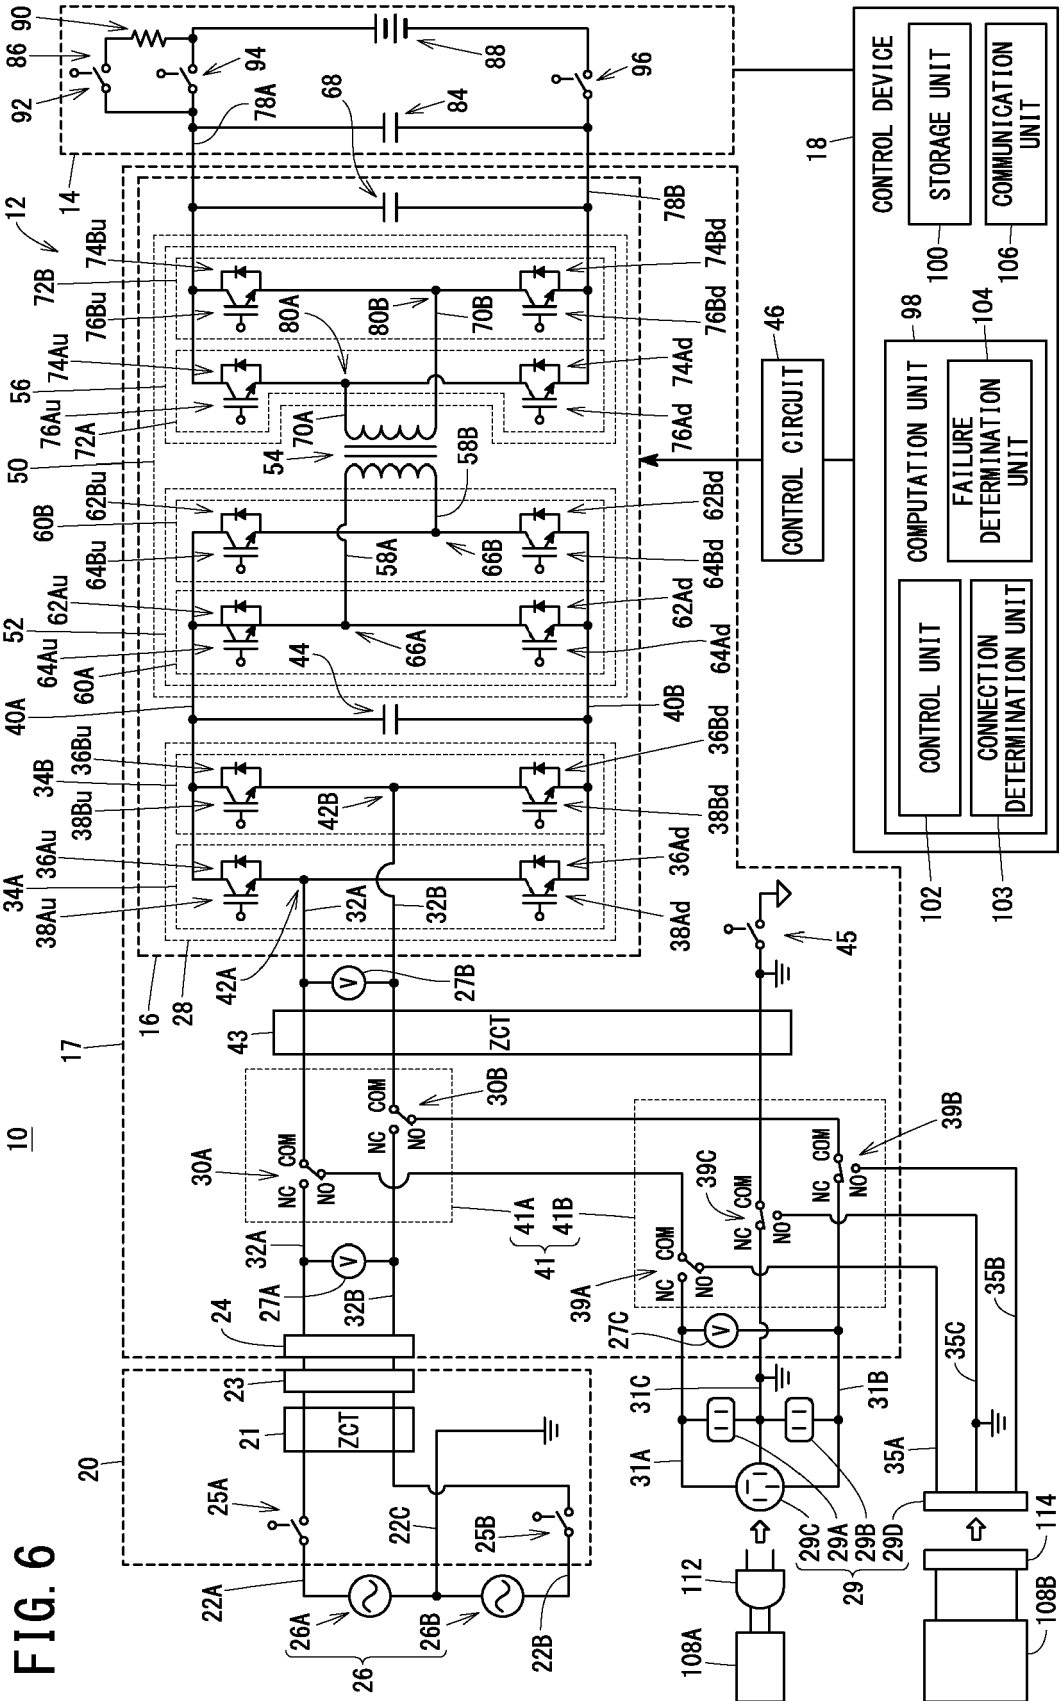 FIG. 6
10
12
20
17
34A
40A
52
50
56
14
92
86
90
25A
21
23
24
16
28
38Au
36Au
34B
38Bu
36Bu
60A
64Au
62Au
60B
64Bu
62Bu
72A
76Au
74Au
72B
76Bu
74Bu
22A
26A
26
26B
22B
22C
25B
ZCT
27A
32A
32B
30A
NC
COM
NO
30B
NC
COM
NO
43
ZCT
42A
27B
32A
32B
42B
44
66A
58A
66B
58B
54
70A
70B
80A
80B
68
78A
94
84
88
96
78B
38Ad
36Ad
38Bd
36Bd
40B
64Ad
62Ad
64Bd
62Bd
76Ad
74Ad
76Bd
74Bd
41
41A
41B
39A
NC
COM
NO
39C
NC
COM
NO
39B
NC
COM
NO
27C
V
V
V
45
31A
31C
31B
35A
35C
35B
108A
112
29C
29A
29B
29D
29
108B
114
46
CONTROL CIRCUIT
18
CONTROL DEVICE
98
COMPUTATION UNIT
102
CONTROL UNIT
103
CONNECTION
DETERMINATION UNIT
104
FAILURE
DETERMINATION
UNIT
100
STORAGE UNIT
106
COMMUNICATION
UNIT